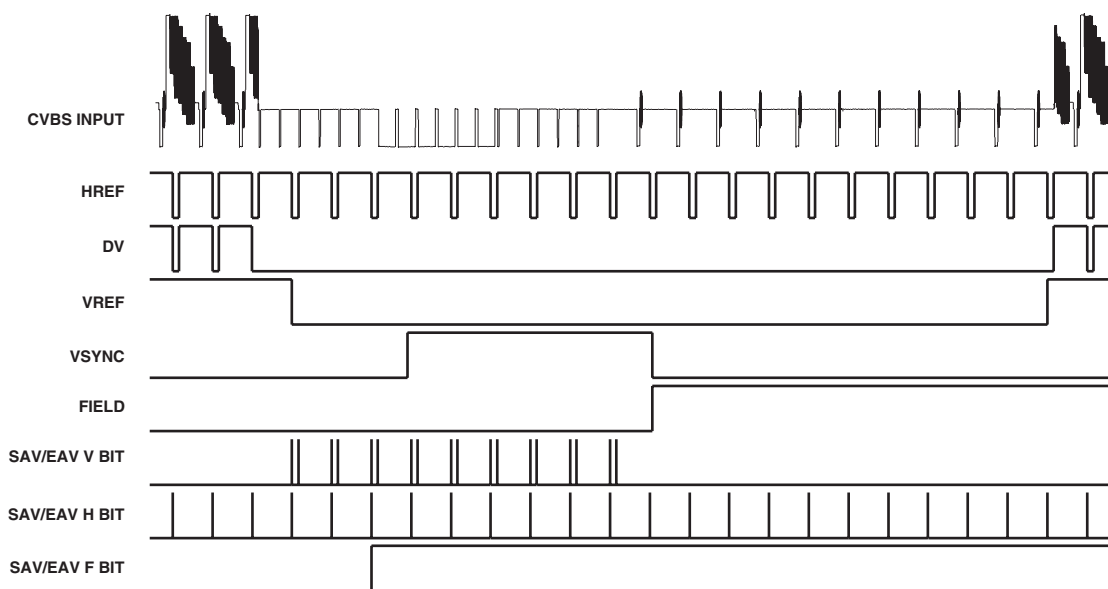 CVBS INPUT
HREF
DV
VREF
VSYNC
FIELD
SAV/EAV V BIT
SAV/EAV H BIT
SAV/EAV F BIT